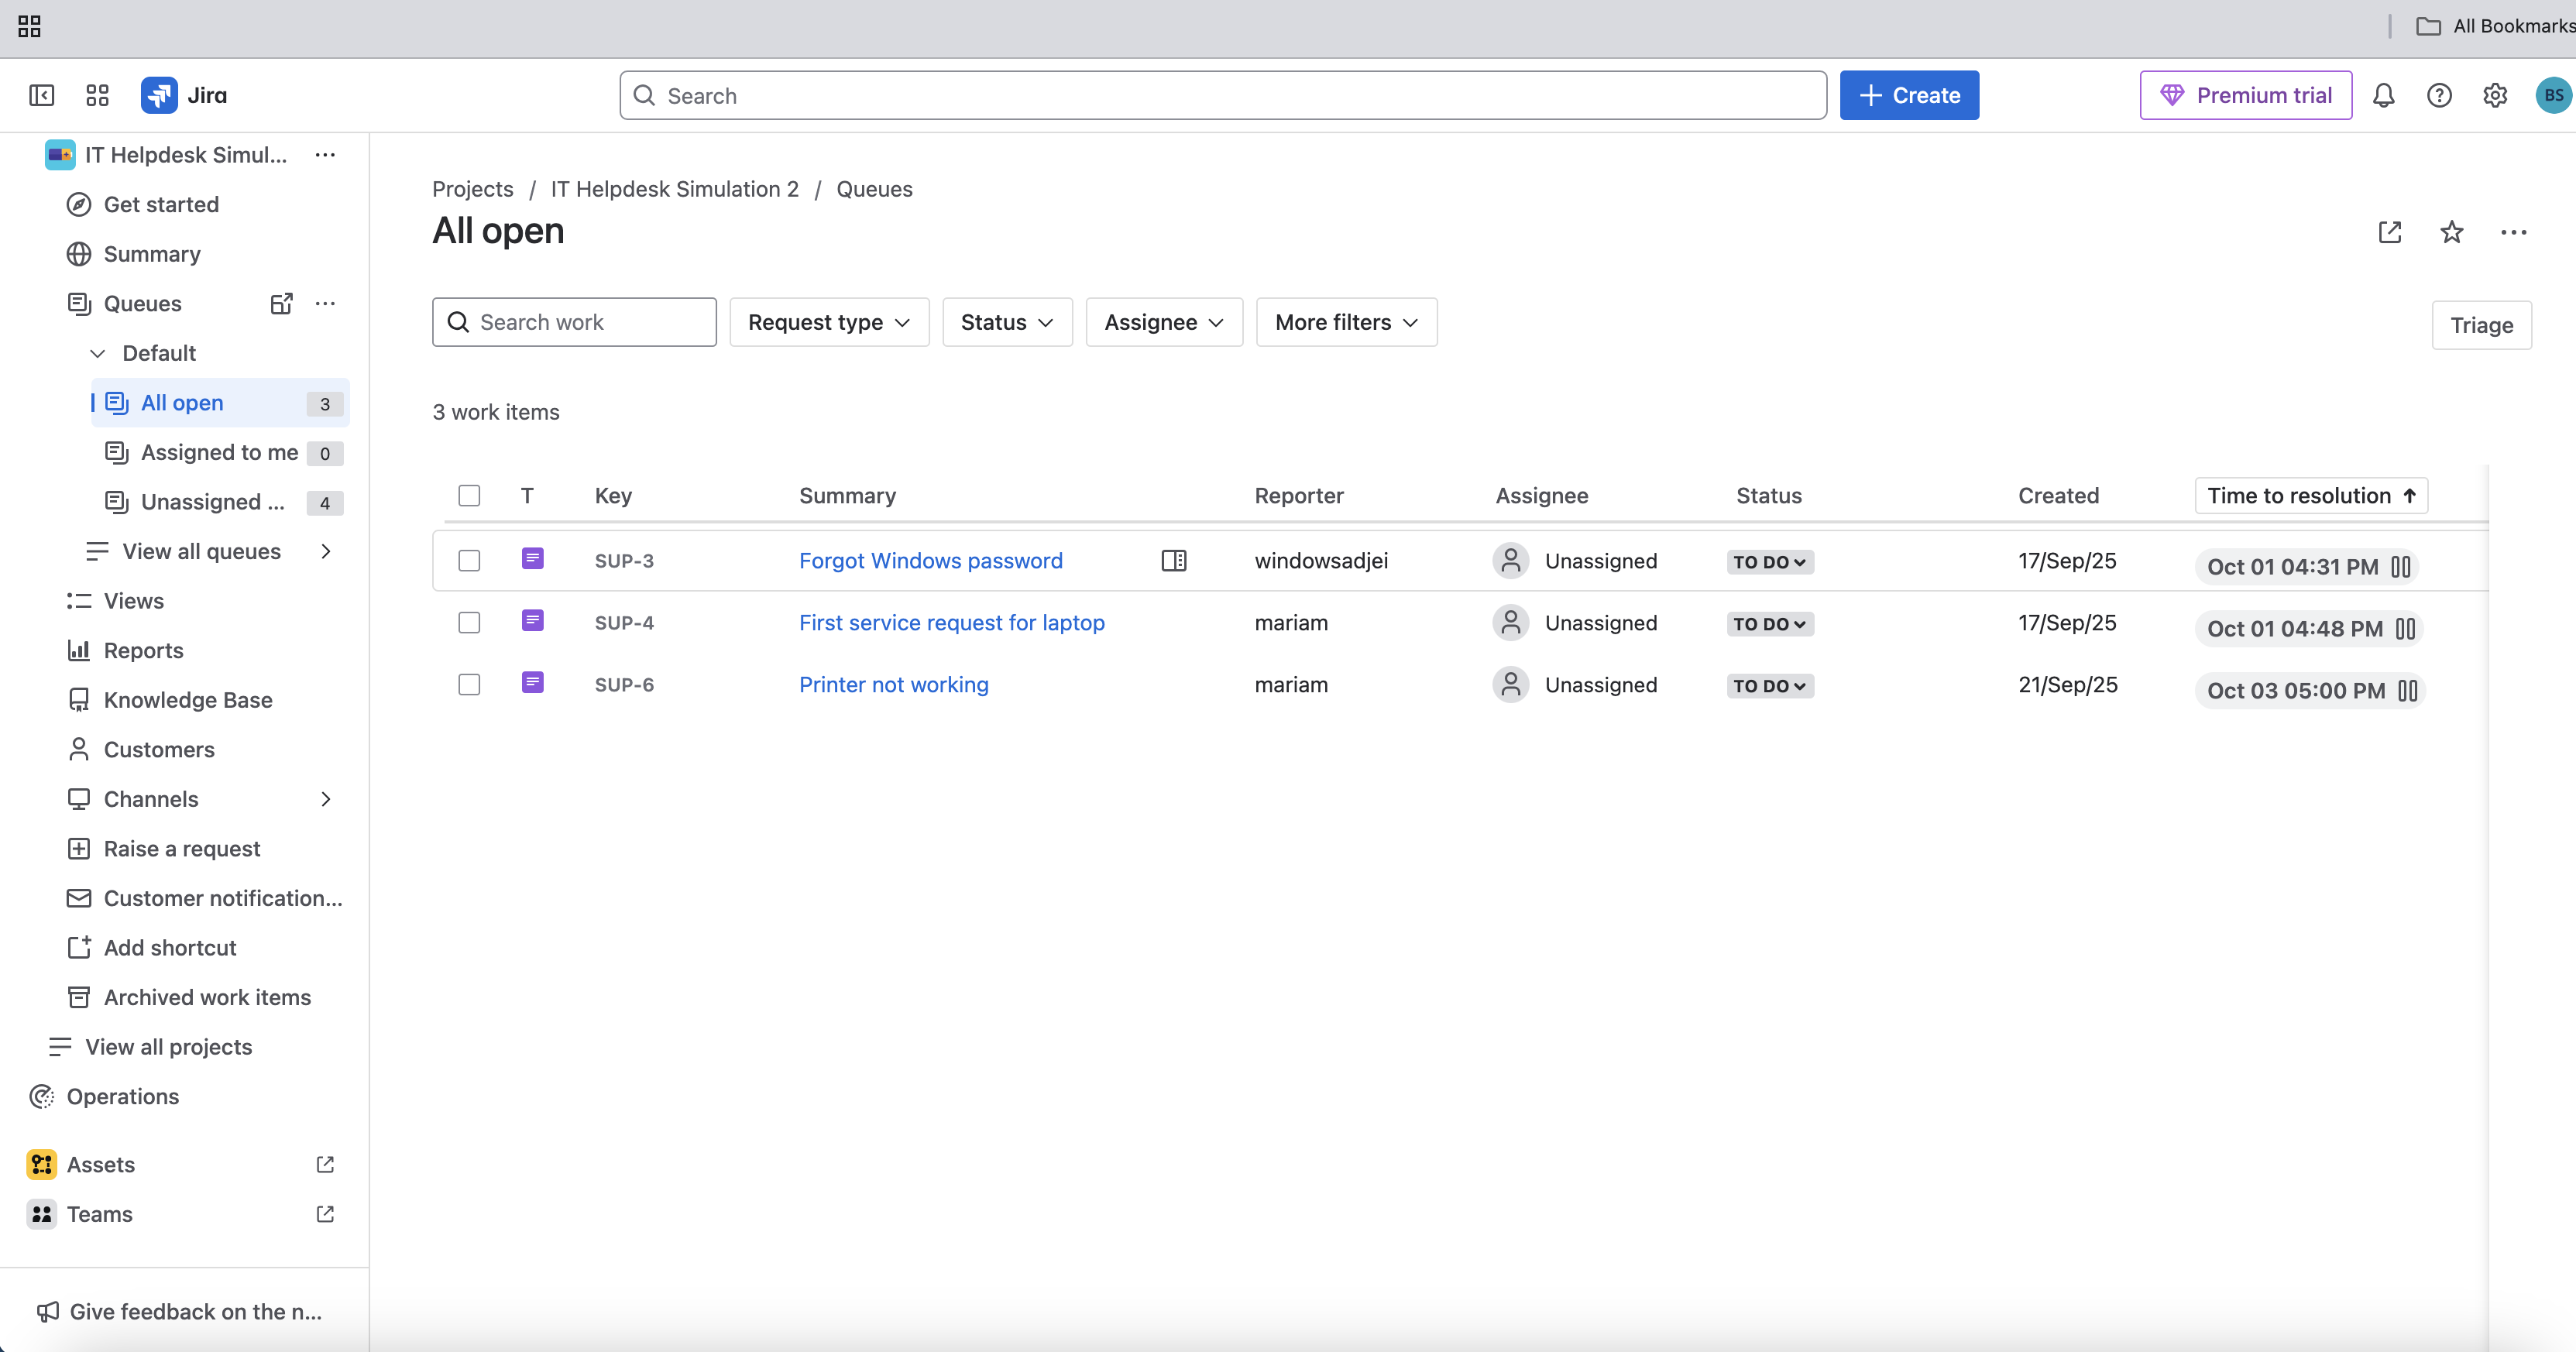 All Bookmarks
Jira
Search
Create
Premium trial
BS
IT Helpdesk Simul...
Get started
Summary
Queues
Default
All open 3
Assigned to me 0
Unassigned ... 4
View all queues
Views
Reports
Knowledge Base
Customers
Channels
Raise a request
Customer notification...
Add shortcut
Archived work items
View all projects
Operations
Assets
Teams
Give feedback on the n...
Projects / IT Helpdesk Simulation 2 / Queues
All open
Search work
Request type
Status
Assignee
More filters
Triage
3 work items
T Key Summary Reporter Assignee Status Created Time to resolution
SUP-3 Forgot Windows password windowsadjei Unassigned TO DO 17/Sep/25 Oct 01 04:31 PM
SUP-4 First service request for laptop mariam Unassigned TO DO 17/Sep/25 Oct 01 04:48 PM
SUP-6 Printer not working mariam Unassigned TO DO 21/Sep/25 Oct 03 05:00 PM